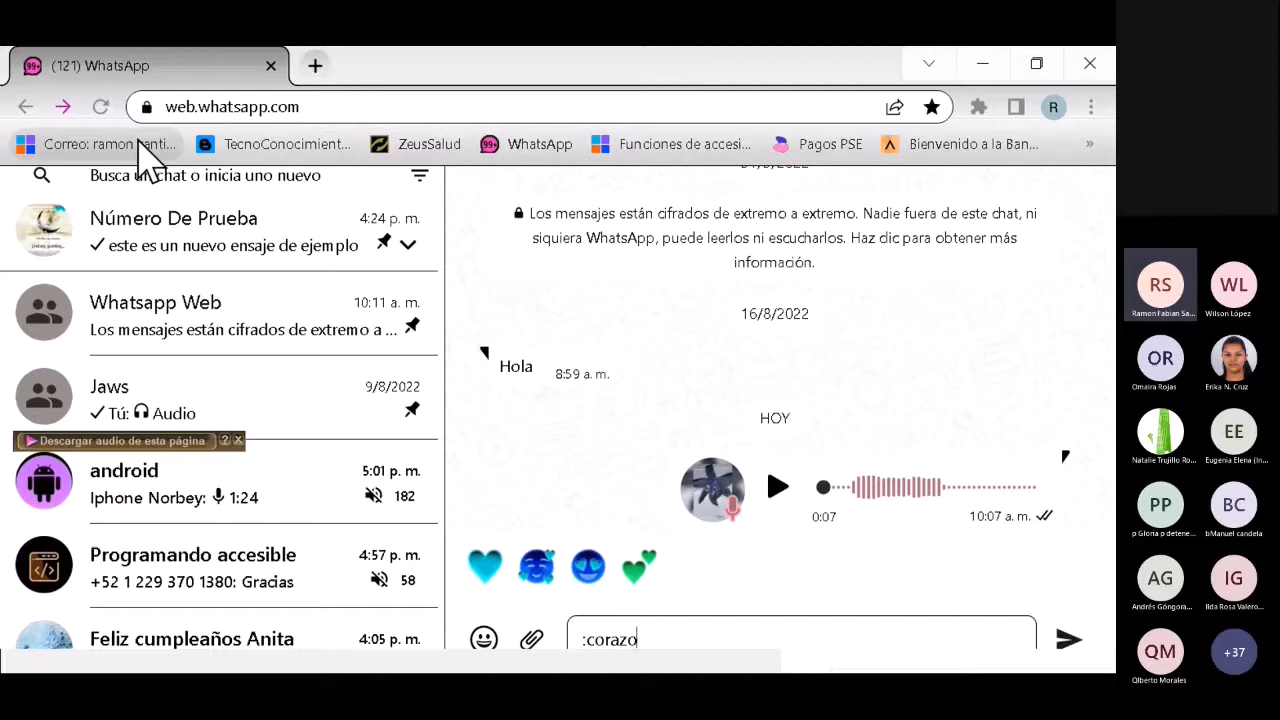 (121) WhatsApp
web.whatsapp.com
R
Correo: ramon santi...
TecnoConocimient...
ZeusSalud
WhatsApp
Funciones de accesi...
Pagos PSE
Bienvenido a la Ban...
»
Busca un chat o inicia uno nuevo
Número De Prueba
4:24 p. m.
este es un nuevo ensaje de ejemplo
Whatsapp Web
10:11 a. m.
Los mensajes están cifrados de extremo a ...
Jaws
9/8/2022
Tú: Audio
Descargar audio de esta página
?
android
5:01 p. m.
Iphone Norbey: 1:24
182
Programando accesible
4:57 p. m.
+52 1 229 370 1380: Gracias
58
Feliz cumpleaños Anita
4:05 p. m.
Los mensajes están cifrados de extremo a extremo. Nadie fuera de este chat, ni
siquiera WhatsApp, puede leerlos ni escucharlos. Haz clic para obtener más
información.
16/8/2022
Hola
8:59 a. m.
HOY
0:07
10:07 a. m.
:corazo
RS
Ramon Fabian Sa...
WL
Wilson López
OR
Omaira Rojas
Erika N. Cruz
Natalie Trujillo Ro...
EE
Eugenia Elena (In...
PP
p Gloria p detene...
BC
bManuel candela
AG
Andrés Góngora...
IG
Ilda Rosa Valero...
QM
Qlberto Morales
+37